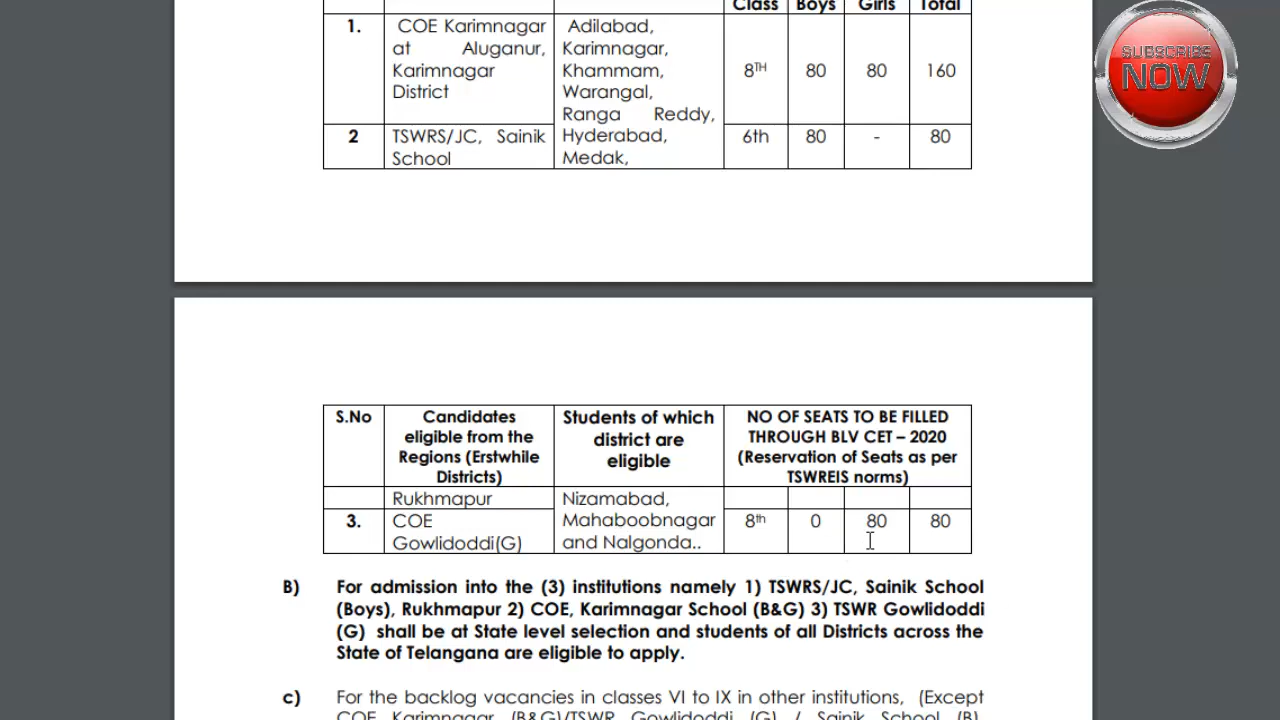 Class Boys Girls Total
1. COE Karimnagar at Aluganur, Karimnagar District
Adilabad, Karimnagar, Khammam, Warangal, Ranga Reddy, Hyderabad, Medak,
8TH 80 80 160
2 TSWRS/JC, Sainik School
6th 80 - 80
SUBSCRIBE
NOW
S.No
Candidates
eligible from the
Regions (Erstwhile
Districts)
Students of which
district are
eligible
NO OF SEATS TO BE FILLED
THROUGH BLV CET – 2020
(Reservation of Seats as per
TSWREIS norms)
Rukhmapur
Nizamabad,
Mahaboobnagar
and Nalgonda..
3. COE
Gowlidoddi(G)
8th 0 80 80
B) For admission into the (3) institutions namely 1) TSWRS/JC, Sainik School
(Boys), Rukhmapur 2) COE, Karimnagar School (B&G) 3) TSWR Gowlidoddi
(G) shall be at State level selection and students of all Districts across the
State of Telangana are eligible to apply.
c) For the backlog vacancies in classes VI to IX in other institutions, (Except
COE Karimnagar (B&G)/TSWR Gowlidoddi (G) / Sainik School (B),